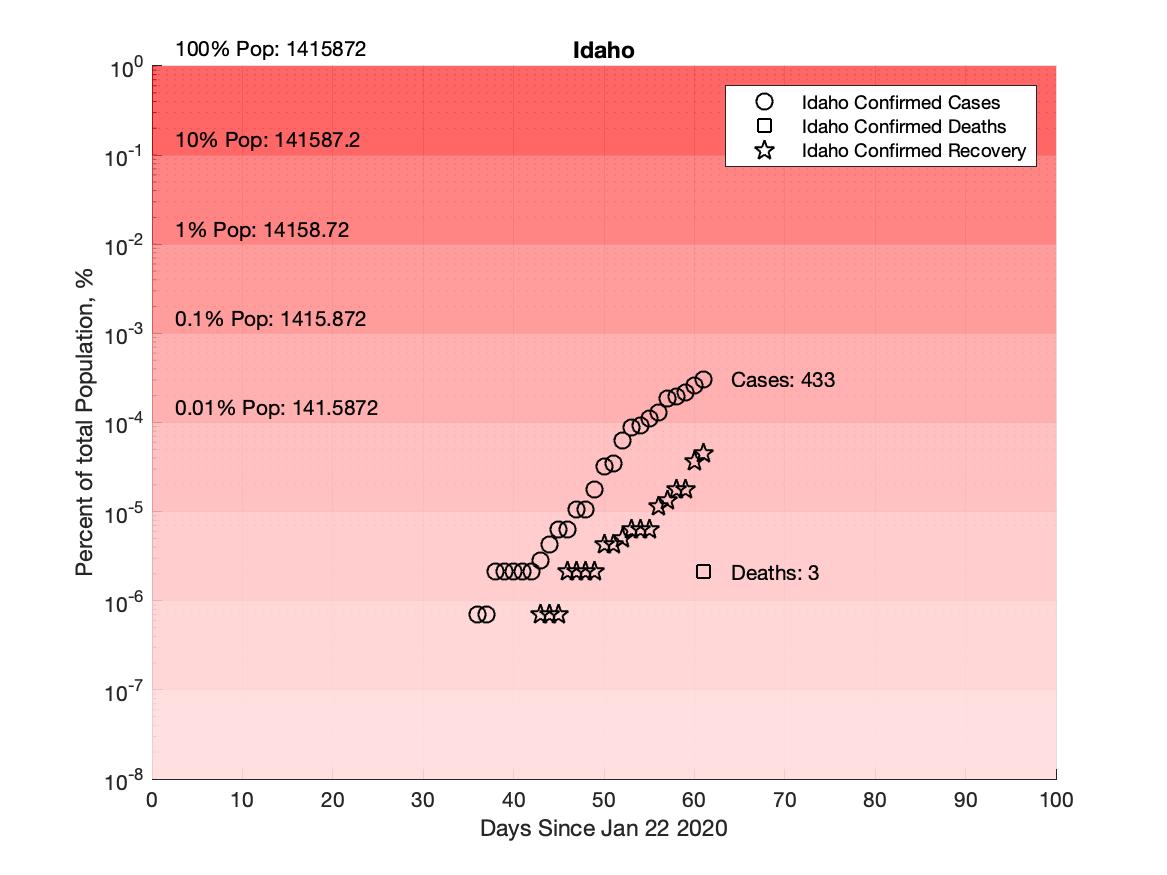 100% Pop: 1415872
Idaho
10^0
Idaho Confirmed Cases
Idaho Confirmed Deaths
Idaho Confirmed Recovery
10% Pop: 141587.2
10^-1
1% Pop: 14158.72
10^-2
0.1% Pop: 1415.872
10^-3
Cases: 433
0.01% Pop: 141.5872
10^-4
10^-5
Deaths: 3
10^-6
10^-7
10^-8
Percent of total Population, %
0 10 20 30 40 50 60 70 80 90 100
Days Since Jan 22 2020